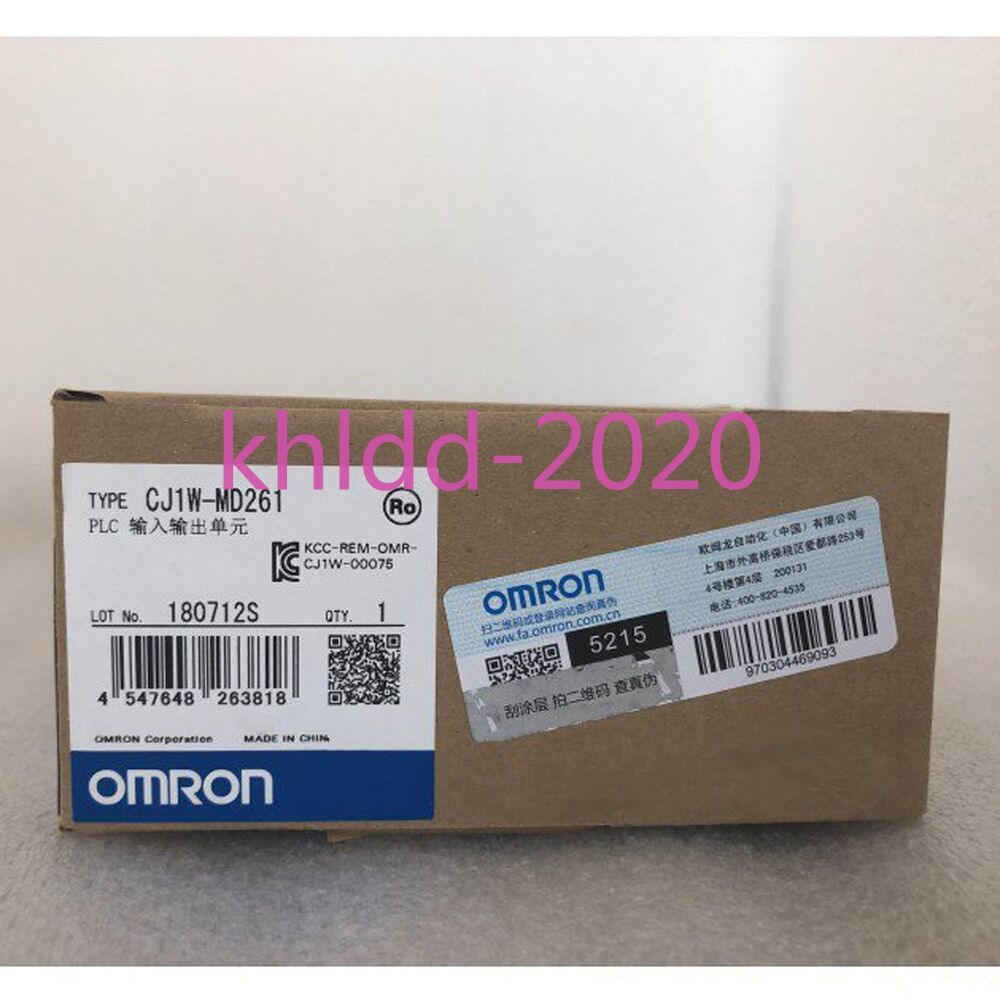 khldd-2020
TYPE CJ1W-MD261
Ro
PLC 输入输出单元
KCC-REM-OMR-
CJ1W-00075
LOT No. 180712S QTY. 1
4 547648 263818
OMRON Corporation MADE IN CHINA
OMRON
OMRON
扫二维码或登录网站查询真伪
www.fa.omron.com.cn
5215
刮涂层 扫二维码 查真伪
欧姆龙自动化（中国）有限公司
上海市外高桥保税区爱都路253号
4号楼第4层 200131
电话:400-820-4535
970304469093